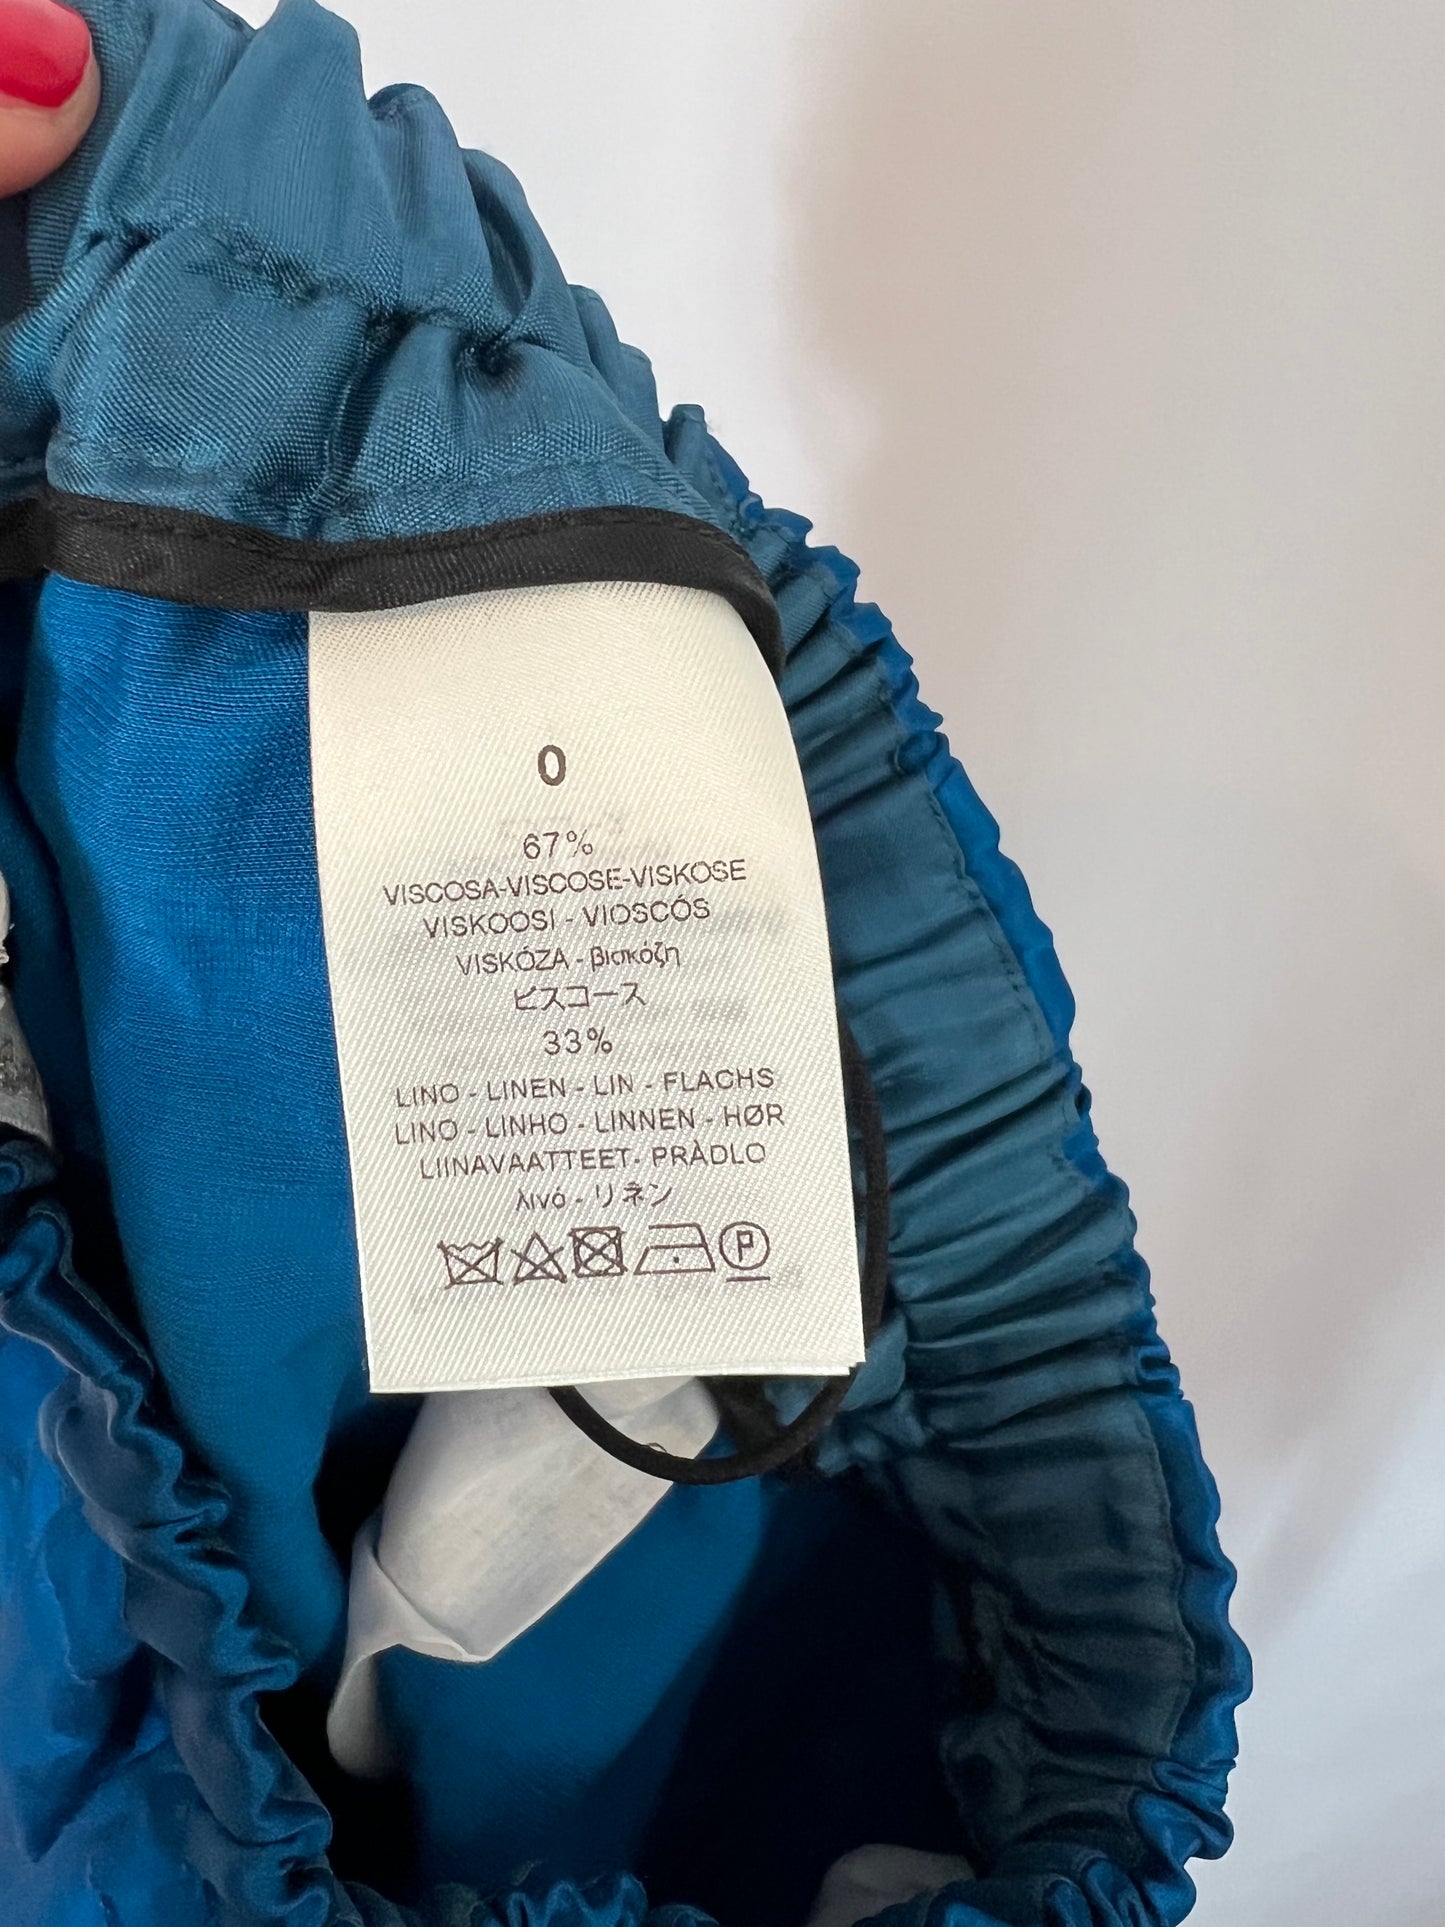 0
67%
VISCOSA-VISCOSE-VISKOSE
VISKOOSI - VIOSCÓS
VISKÓZA - βισκόζη
ビスコース
33%
LINO - LINEN - LIN - FLACHS
LINO - LINHO - LINNEN - HØR
LIINAVAATTEET- PRÀDLO
λινό - リネン
P